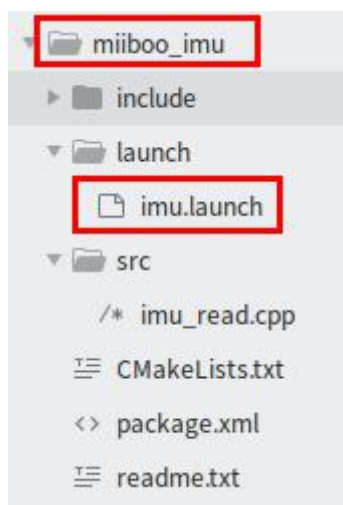 miiboo_imu
include
launch
imu.launch
src
/* imu_read.cpp
CMakeLists.txt
<> package.xml
readme.txt